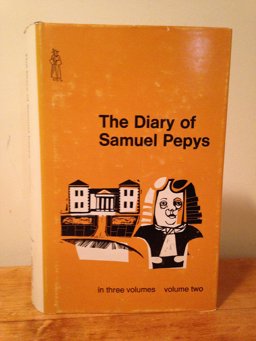 The Diary of
Samuel Pepys
in three volumes volume two